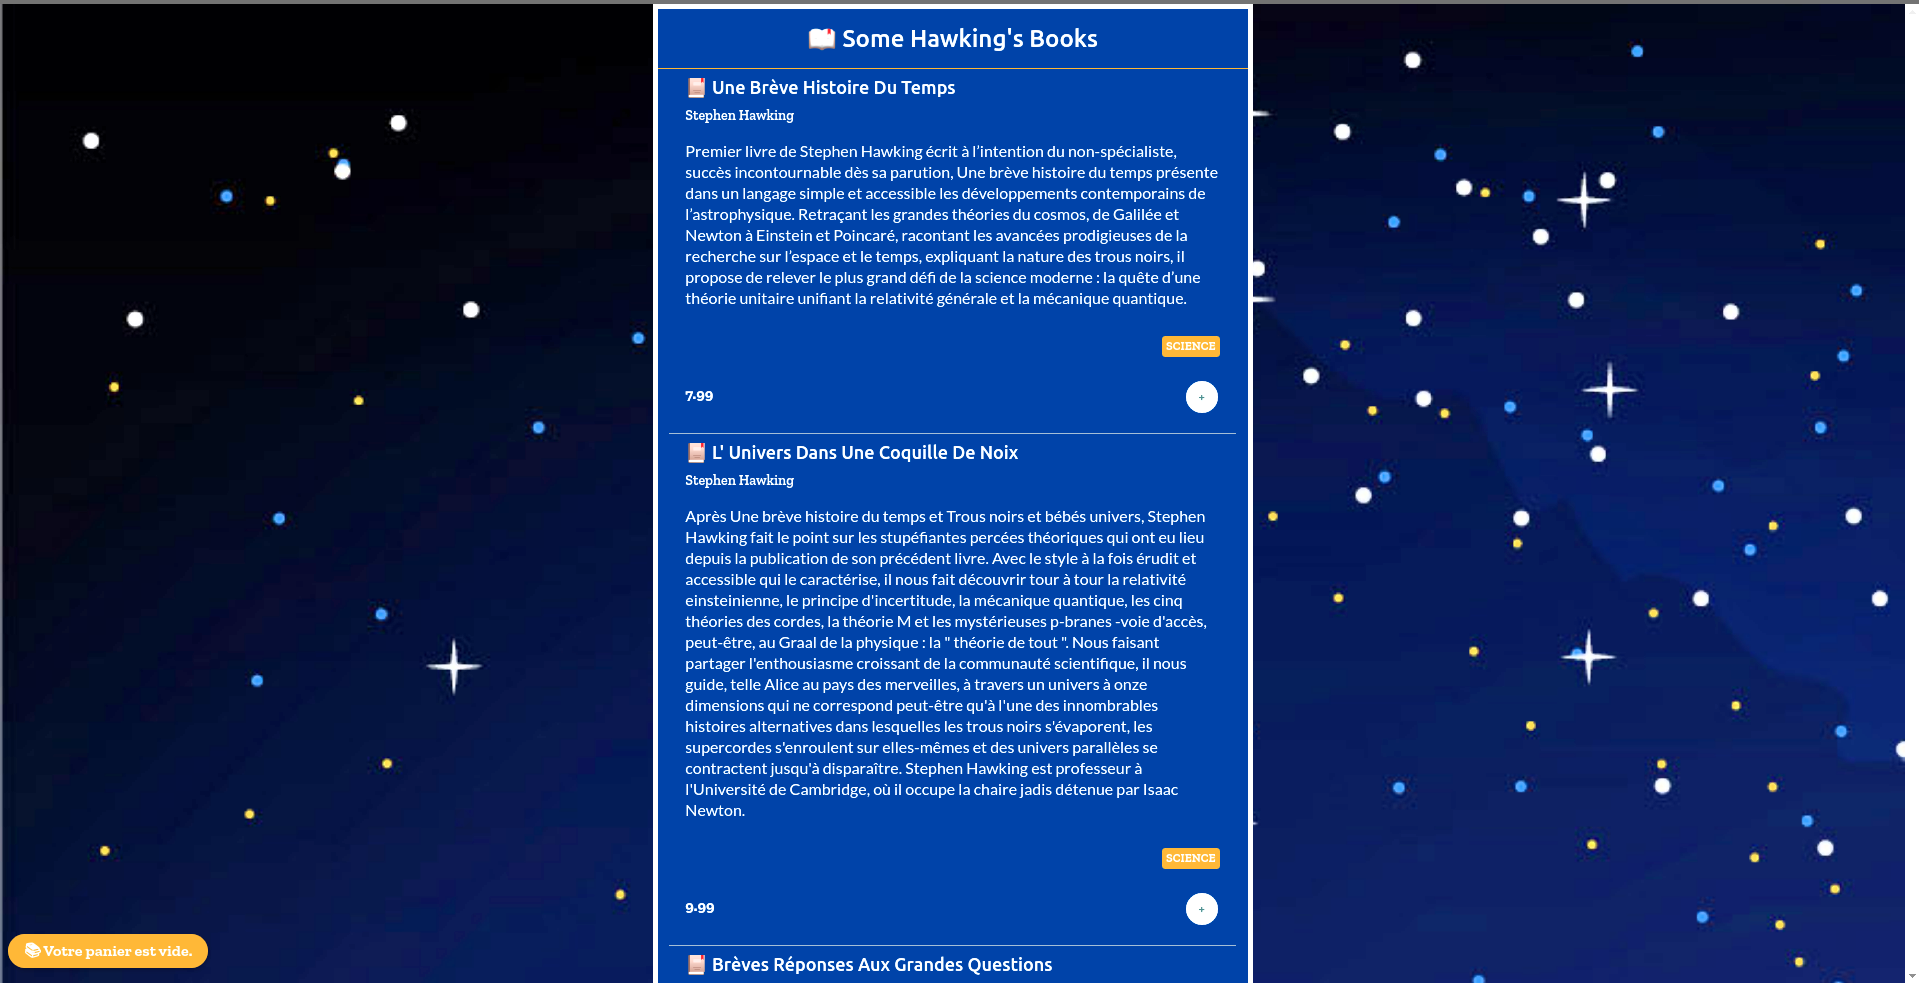 Some Hawking's Books
Une Brève Histoire Du Temps
Stephen Hawking
Premier livre de Stephen Hawking écrit à l’intention du non-spécialiste,
succès incontournable dès sa parution, Une brève histoire du temps présente
dans un langage simple et accessible les développements contemporains de
l’astrophysique. Retraçant les grandes théories du cosmos, de Galilée et
Newton à Einstein et Poincaré, racontant les avancées prodigieuses de la
recherche sur l’espace et le temps, expliquant la nature des trous noirs, il
propose de relever le plus grand défi de la science moderne : la quête d’une
théorie unitaire unifiant la relativité générale et la mécanique quantique.
SCIENCE
7.99
+
L' Univers Dans Une Coquille De Noix
Stephen Hawking
Après Une brève histoire du temps et Trous noirs et bébés univers, Stephen
Hawking fait le point sur les stupéfiantes percées théoriques qui ont eu lieu
depuis la publication de son précédent livre. Avec le style à la fois érudit et
accessible qui le caractérise, il nous fait découvrir tour à tour la relativité
einsteinienne, le principe d'incertitude, la mécanique quantique, les cinq
théories des cordes, la théorie M et les mystérieuses p-branes -voie d'accès,
peut-être, au Graal de la physique : la " théorie de tout ". Nous faisant
partager l'enthousiasme croissant de la communauté scientifique, il nous
guide, telle Alice au pays des merveilles, à travers un univers à onze
dimensions qui ne correspond peut-être qu'à l'une des innombrables
histoires alternatives dans lesquelles les trous noirs s'évaporent, les
supercordes s'enroulent sur elles-mêmes et des univers parallèles se
contractent jusqu'à disparaître. Stephen Hawking est professeur à
l'Université de Cambridge, où il occupe la chaire jadis détenue par Isaac
Newton.
SCIENCE
9.99
+
Brèves Réponses Aux Grandes Questions
Votre panier est vide.